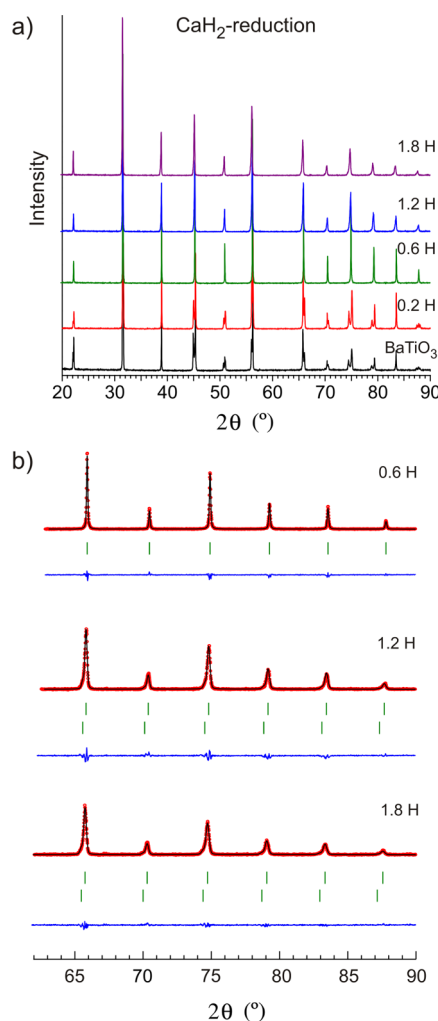 a)
CaH₂-reduction
Intensity
1.8 H
1.2 H
0.6 H
0.2 H
BaTiO₃
20 30 40 50 60 70 80 90
2θ (º)
b)
0.6 H
1.2 H
1.8 H
65 70 75 80 85 90
2θ (º)